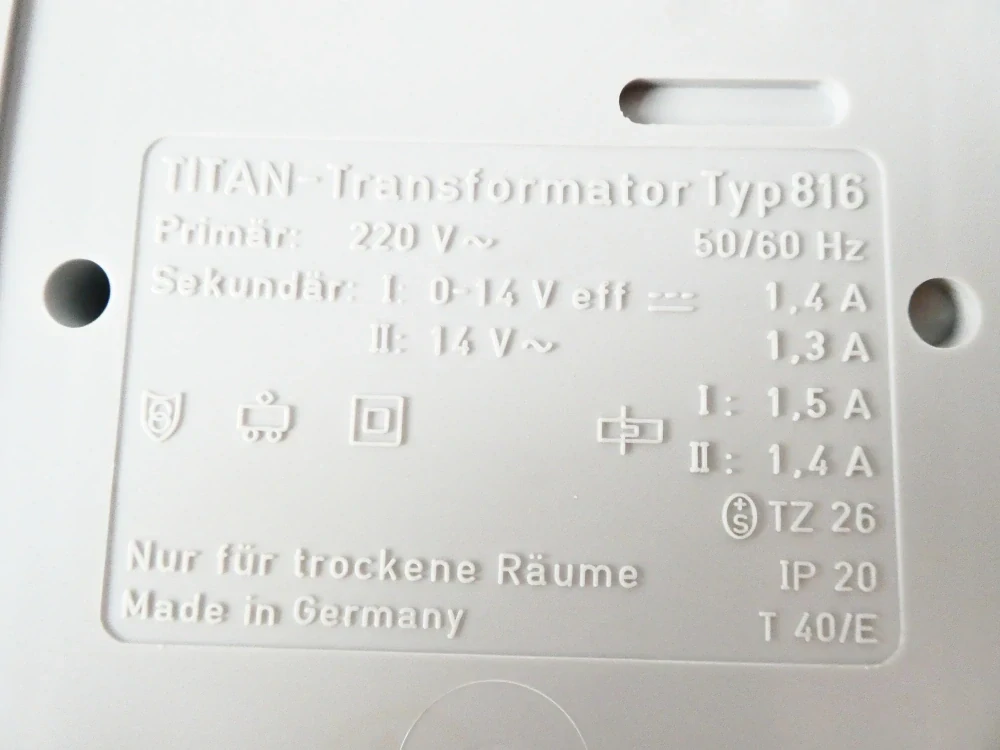 TITAN-Transformator Typ 816
Primär: 220 V~ 50/60 Hz
Sekundär: I: 0-14 V eff ⎓ 1,4 A
II: 14 V~ 1,3 A
I: 1,5 A
II: 1,4 A
+S TZ 26
Nur für trockene Räume IP 20
Made in Germany T 40/E